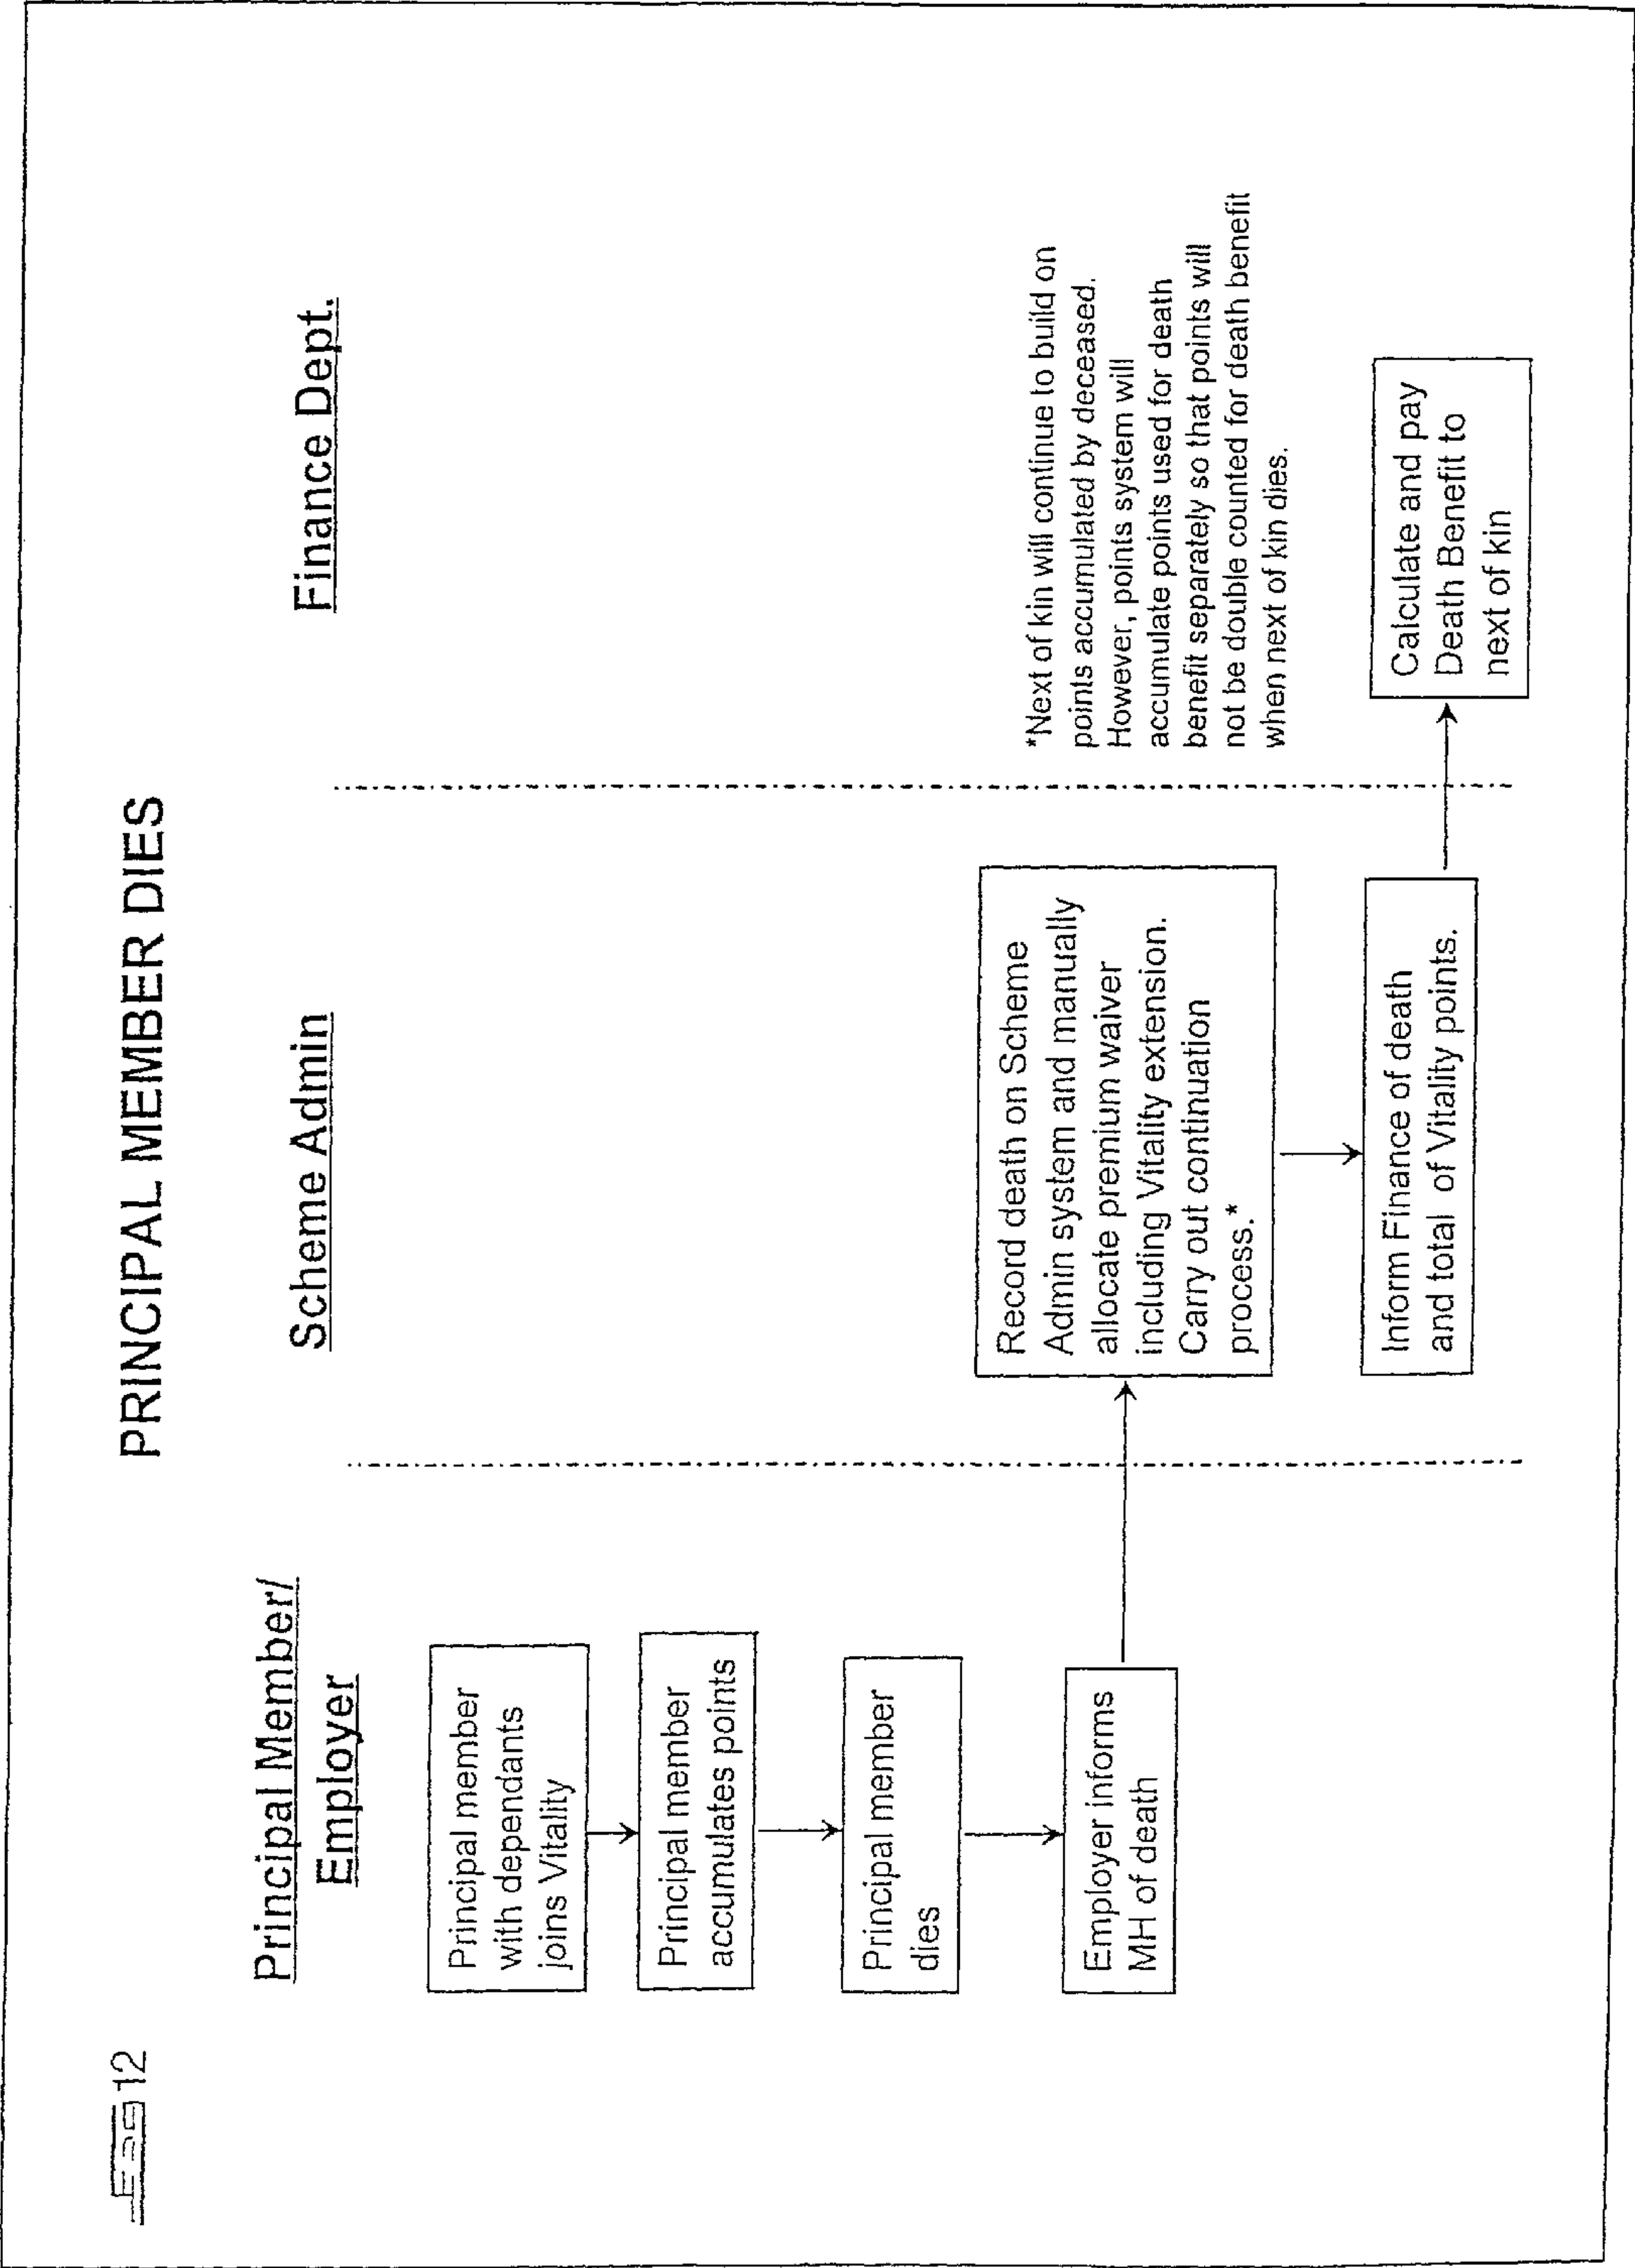 12
PRINCIPAL MEMBER DIES
Principal Member/
Employer
Scheme Admin
Finance Dept.
Principal member
with dependants
joins Vitality
Principal member
accumulates points
Principal member
dies
Employer informs
MH of death
Record death on Scheme
Admin system and manually
allocate premium waiver
including Vitality extension.
Carry out continuation
process.*
Inform Finance of death
and total of Vitality points.
*Next of kin will continue to build on
points accumulated by deceased.
However, points system will
accumulate points used for death
benefit separately so that points will
not be double counted for death benefit
when next of kin dies.
Calculate and pay
Death Benefit to
next of kin